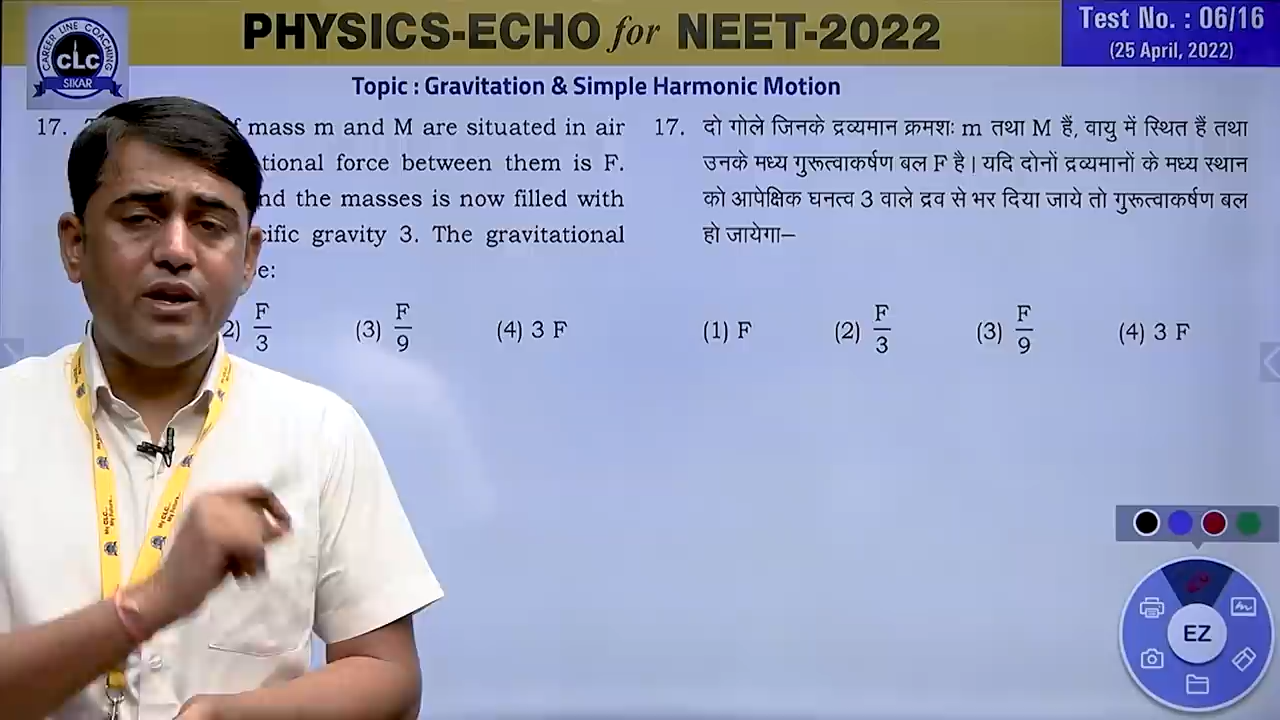 PHYSICS-ECHO for NEET-2022
Test No. : 06/16
(25 April, 2022)
CAREER LINE COACHING
CLC
SIKAR
Topic : Gravitation & Simple Harmonic Motion
17.
mass m and M are situated in air
force between them is F.
the masses is now filled with
gravity 3. The gravitational
2) F/3 (3) F/9 (4) 3 F
17. दो गोले जिनके द्रव्यमान क्रमशः m तथा M हैं, वायु में स्थित हैं तथा
उनके मध्य गुरूत्वाकर्षण बल F है। यदि दोनों द्रव्यमानों के मध्य स्थान
को आपेक्षिक घनत्व 3 वाले द्रव से भर दिया जाये तो गुरूत्वाकर्षण बल
हो जायेगा–
(1) F (2) F/3 (3) F/9 (4) 3 F
EZ